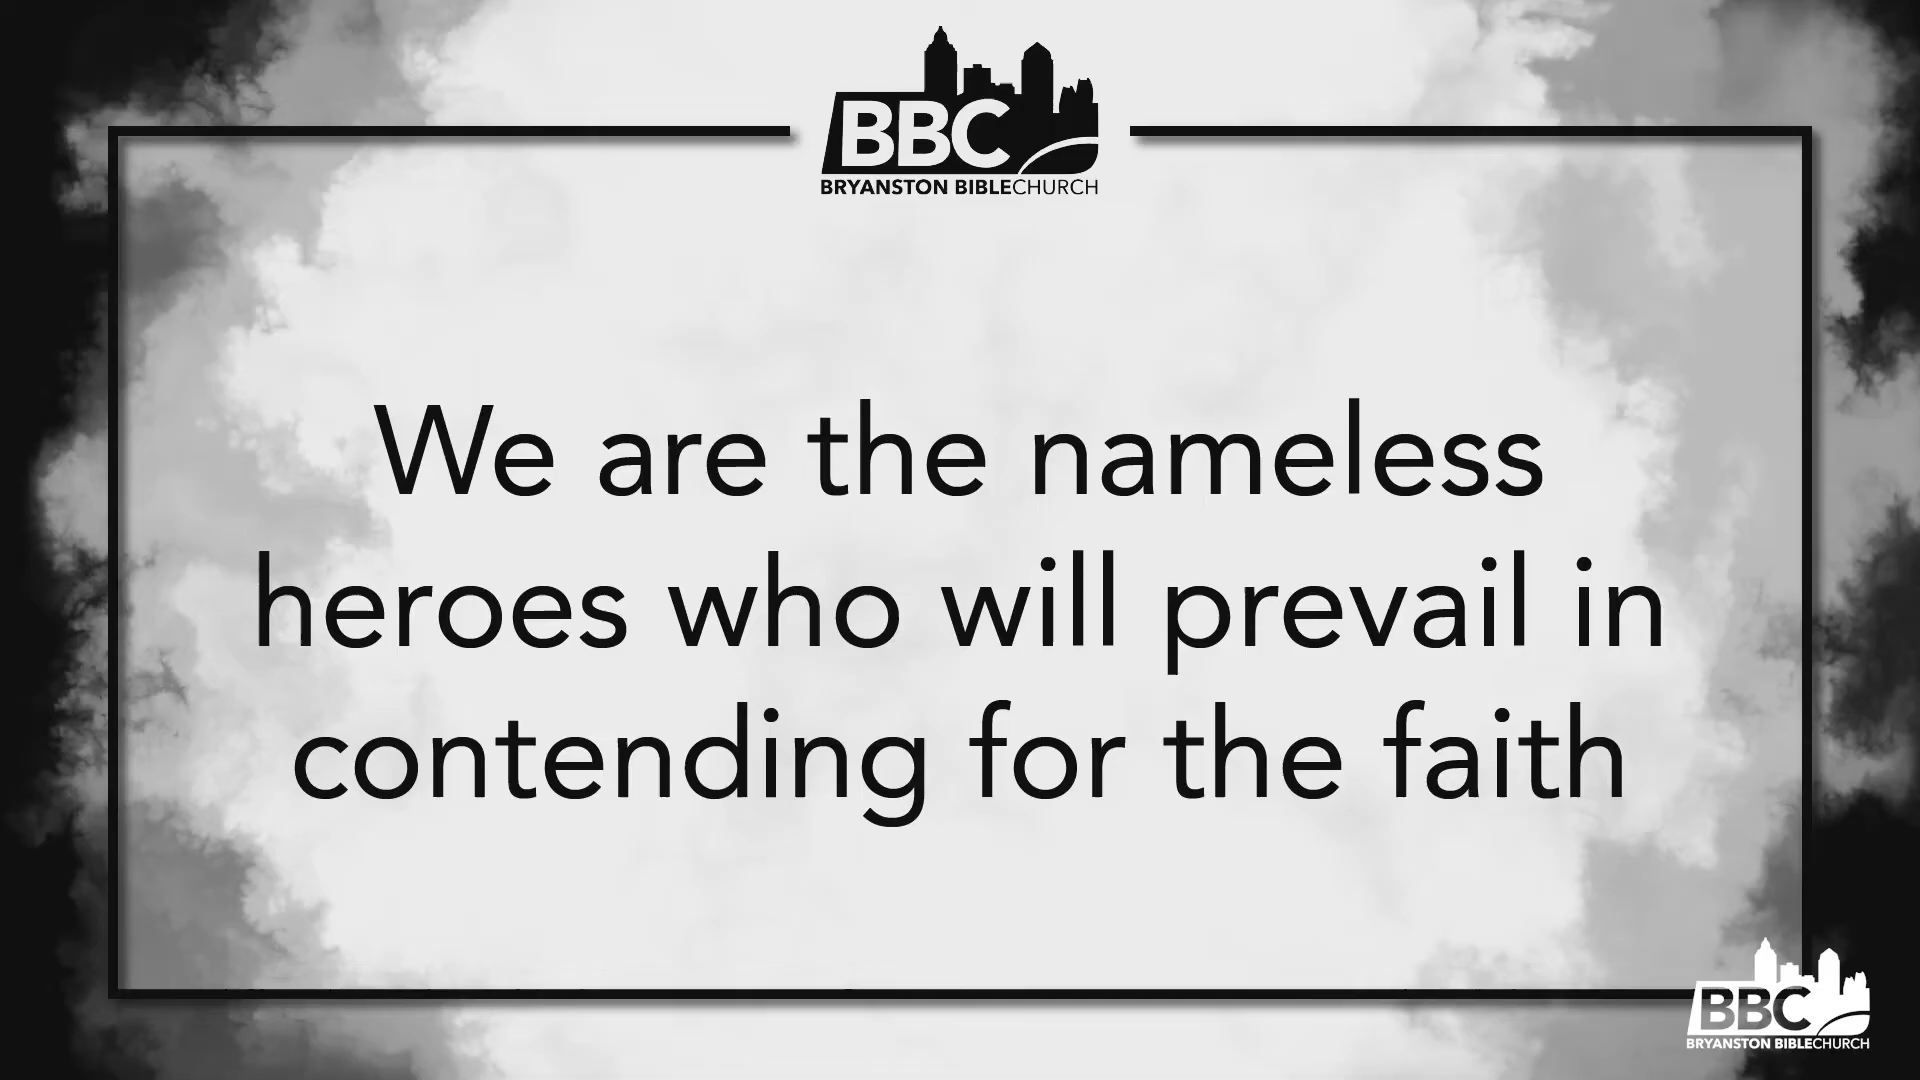 BBC
BRYANSTON BIBLECHURCH
We are the nameless
heroes who will prevail in
contending for the faith
BBC
BRYANSTON BIBLECHURCH